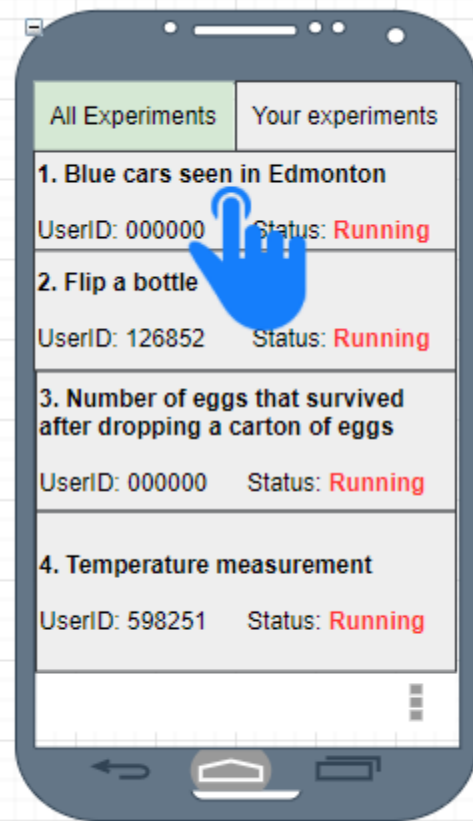 All Experiments Your experiments
1. Blue cars seen in Edmonton
UserID: 000000 Status: Running
2. Flip a bottle
UserID: 126852 Status: Running
3. Number of eggs that survived
after dropping a carton of eggs
UserID: 000000 Status: Running
4. Temperature measurement
UserID: 598251 Status: Running